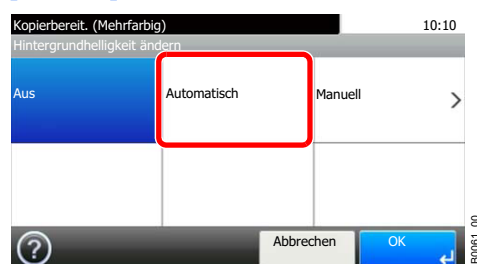 Kopierbereit. (Mehrfarbig) 10:10
Hintergrundhelligkeit ändern
Aus Automatisch Manuell
? Abbrechen OK
B0061_00